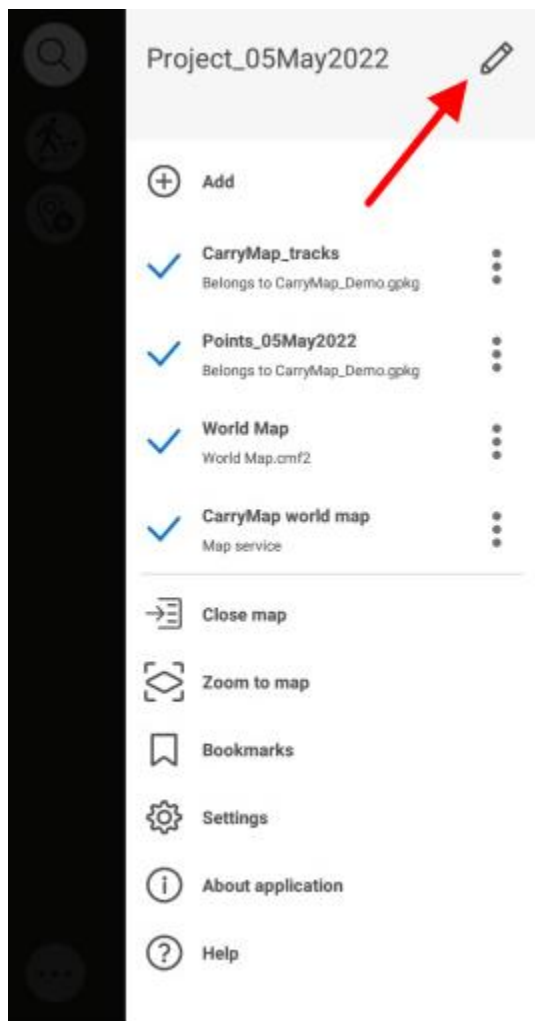 Project_05May2022
Add
CarryMap_tracks
Belongs to CarryMap_Demo.gpkg
Points_05May2022
Belongs to CarryMap_Demo.gpkg
World Map
World Map.cmf2
CarryMap world map
Map service
Close map
Zoom to map
Bookmarks
Settings
About application
Help